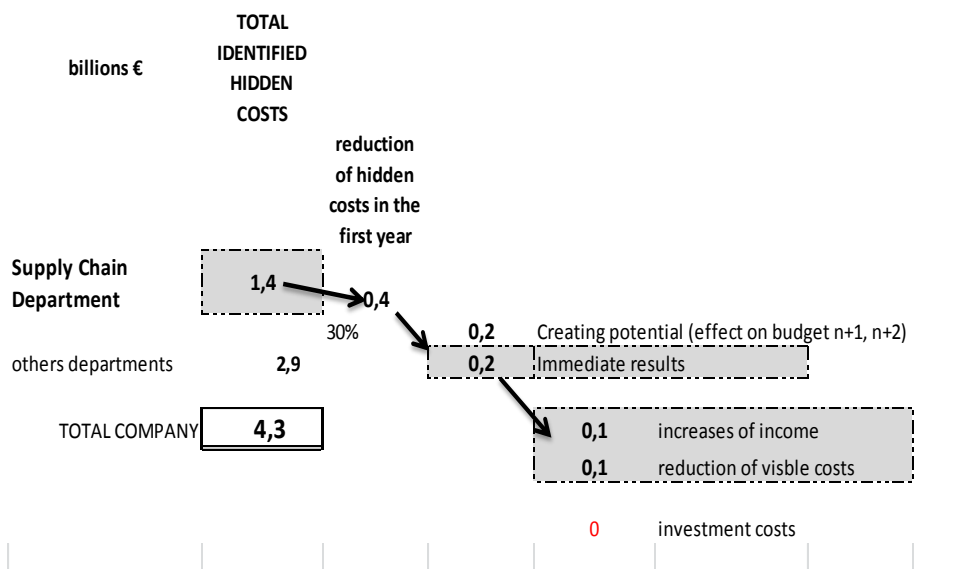 billions €
TOTAL
IDENTIFIED
HIDDEN
COSTS
reduction
of hidden
costs in the
first year
Supply Chain
Department
1,4
0,4
30%
0,2 Creating potential (effect on budget n+1, n+2)
others departments 2,9 0,2 Immediate results
TOTAL COMPANY 4,3 0,1 increases of income
0,1 reduction of visble costs
0 investment costs